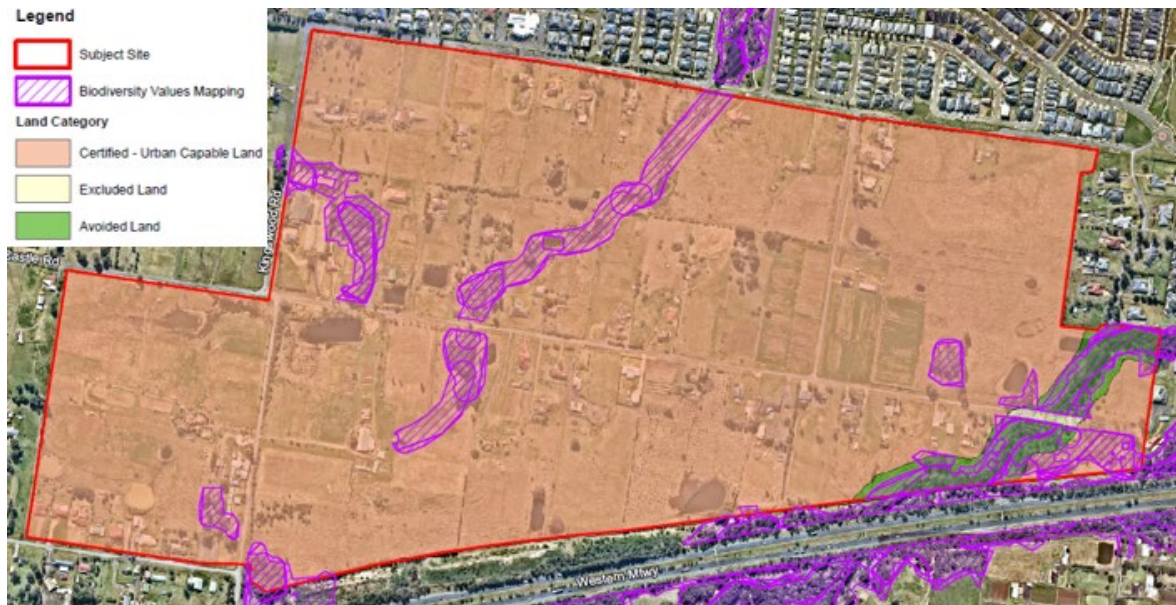 Legend
Subject Site
Biodiversity Values Mapping
Land Category
Certified - Urban Capable Land
Excluded Land
Avoided Land
Castle Rd
Kingswood Rd
Western Mtwy